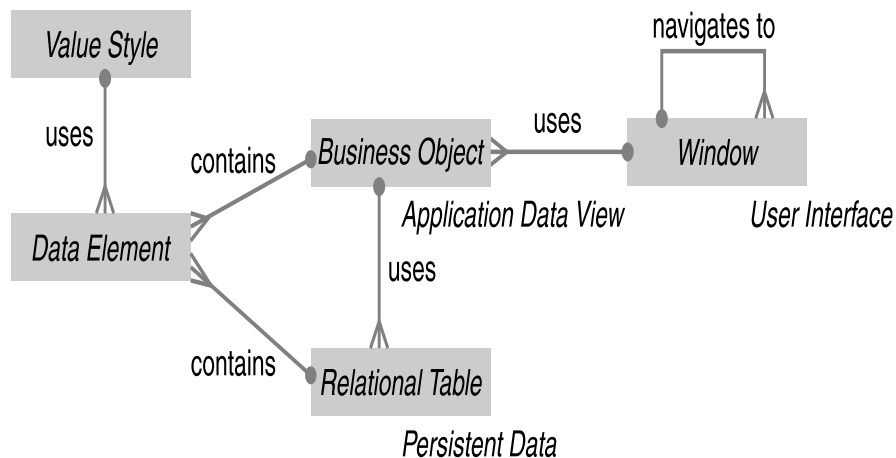 navigates to
Value Style
uses
contains
Business Object
uses
Window
Application Data View
User Interface
Data Element
uses
contains
Relational Table
Persistent Data